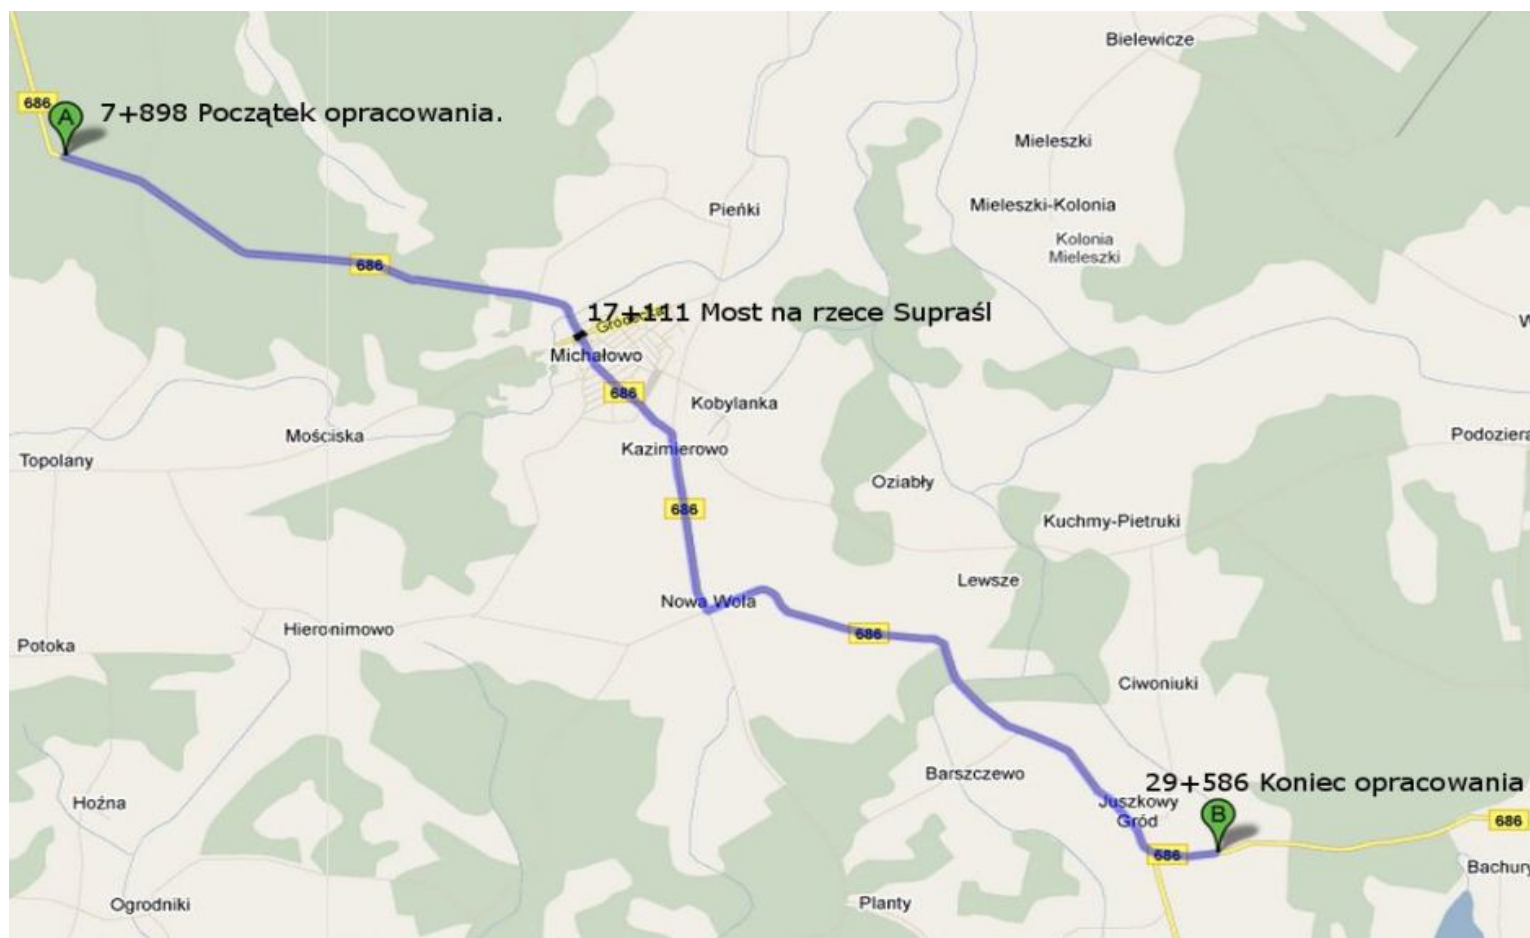 Bielewicze
686
A
7+898 Początek opracowania.
Mieleszki
Mieleszki-Kolonia
Pieńki
Kolonia
Mieleszki
686
17+111 Most na rzece Supraśl
Michałowo
686
Kobylanka
Mościska
Kazimierowo
Podoziera
Topolany
Oziabły
686
Kuchmy-Pietruki
Lewsze
Nowa Wola
Hieronimowo
686
Potoka
Ciwoniuki
Barszczewo
29+586 Koniec opracowania
Hoźna
Juszkowy
Gród
B
686
686
Bachury
Ogrodniki
Planty